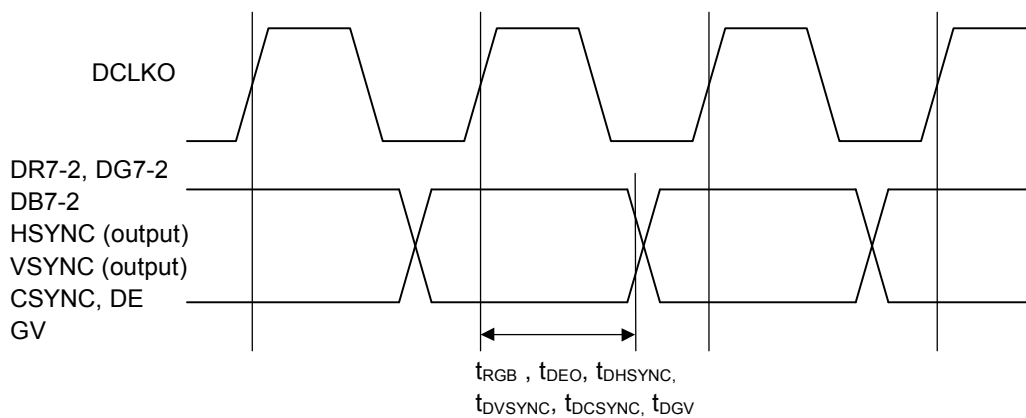 DCLKO
DR7-2, DG7-2
DB7-2
HSYNC (output)
VSYNC (output)
CSYNC, DE
GV
tRGB , tDEO, tDHSYNC,
tDVSYNC, tDCSYNC, tDGV